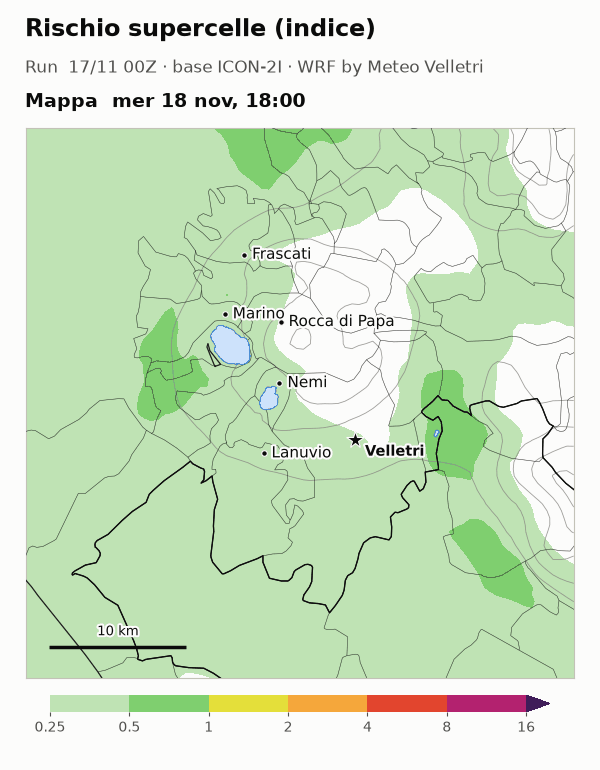 Rischio supercelle (indice)
Run  17/11 00Z · base ICON-2I · WRF by Meteo Velletri
Mappa  mer 18 nov, 18:00
Frascati
Marino
Rocca di Papa
Nemi
Velletri
Lanuvio
10 km
0.25 0.5 1 2 4 8 16